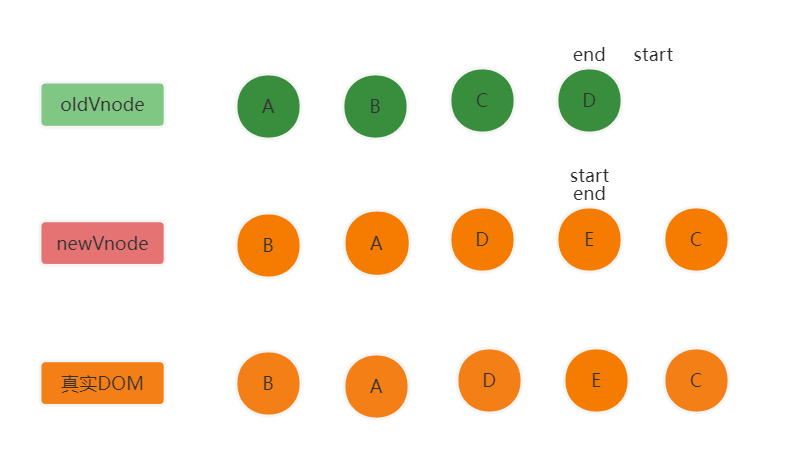 end start
oldVnode A B C D
start
end
newVnode B A D E C
真实DOM B A D E C